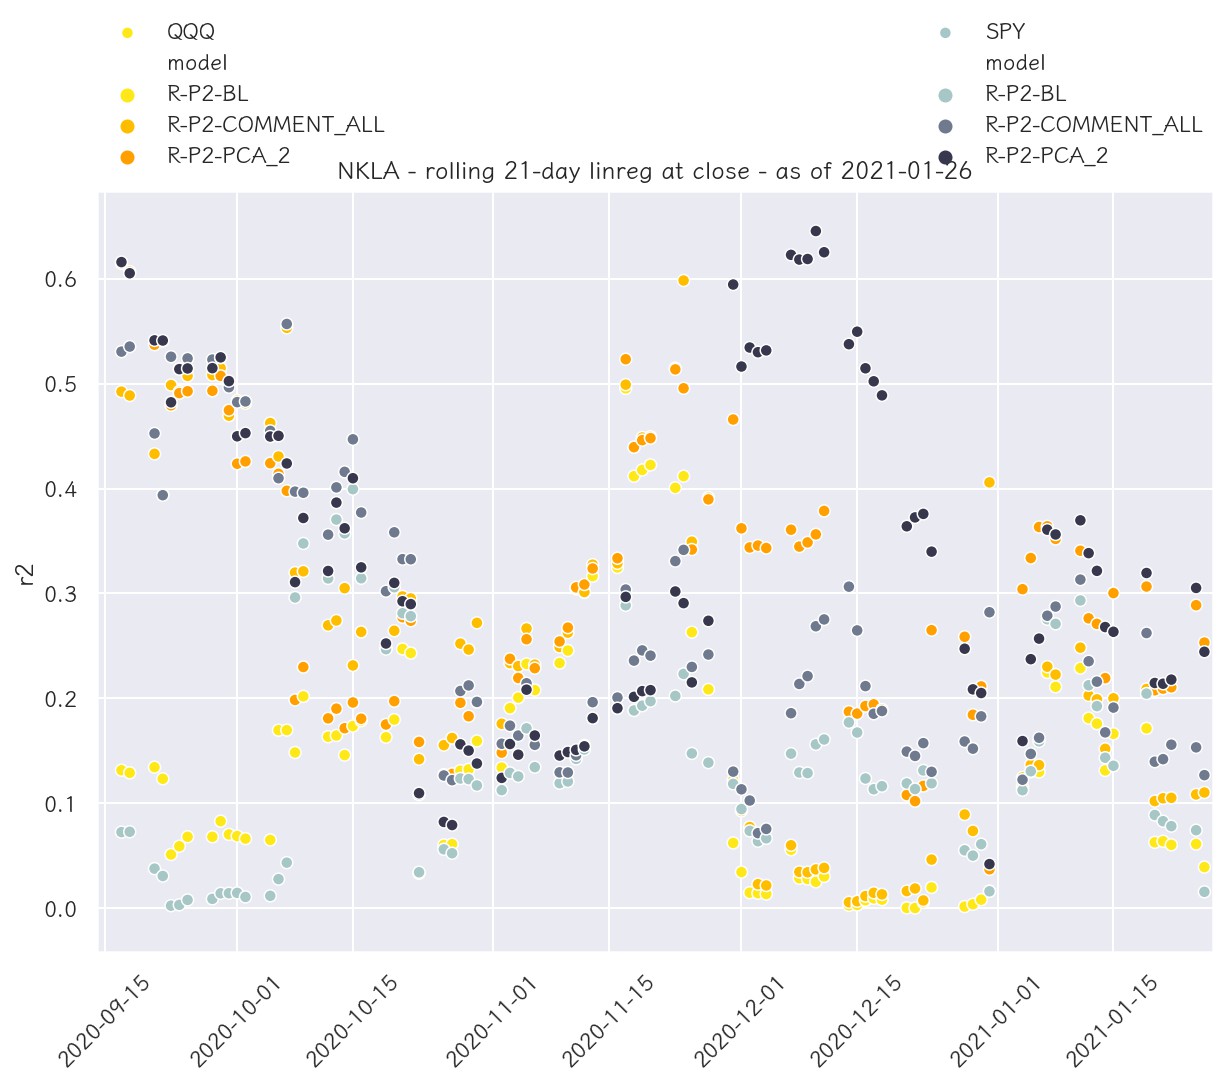 QQQ
model
R-P2-BL
R-P2-COMMENT_ALL
R-P2-PCA_2
SPY
model
R-P2-BL
R-P2-COMMENT_ALL
R-P2-PCA_2
NKLA - rolling 21-day linreg at close - as of 2021-01-26
r2
0.6
0.5
0.4
0.3
0.2
0.1
0.0
2020-09-15
2020-10-01
2020-10-15
2020-11-01
2020-11-15
2020-12-01
2020-12-15
2021-01-01
2021-01-15